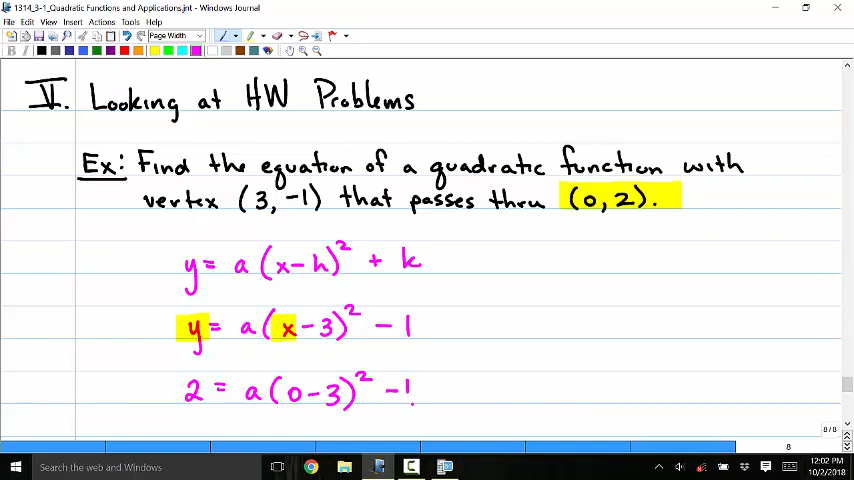 1314_3-1_Quadratic Functions and Applications.jnt - Windows Journal
File Edit View Insert Actions Tools Help
Page Width
B I
V. Looking at HW Problems
Ex: Find the equation of a quadratic function with
vertex (3, -1) that passes thru (0, 2).
y = a(x-h)² + k
y = a(x-3)² - 1
2 = a(0-3)² - 1
8/8
8
Search the web and Windows
12:02 PM
10/2/2018